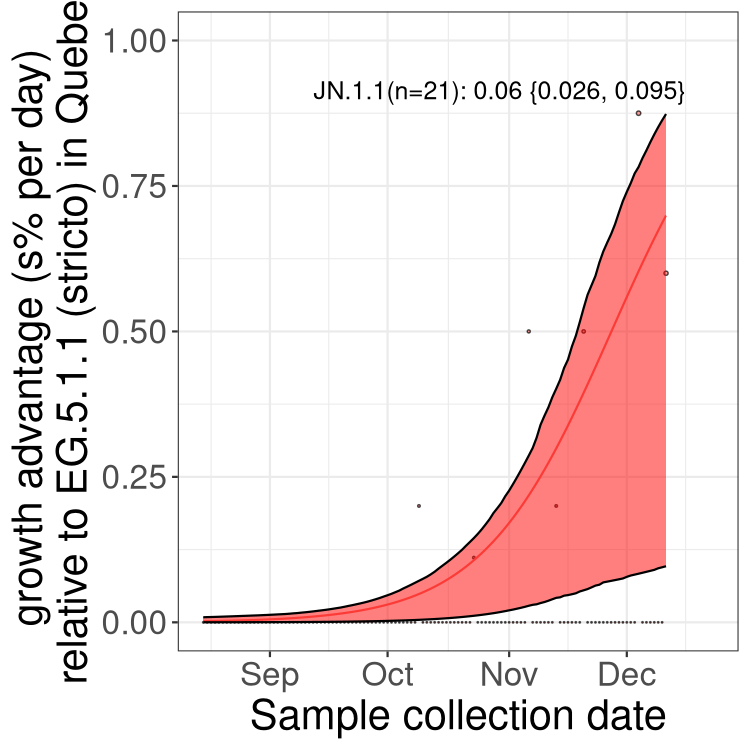 growth advantage (s% per day)
relative to EG.5.1.1 (stricto) in Quebe
1.00
0.75
0.50
0.25
0.00
JN.1.1(n=21): 0.06 {0.026, 0.095}
Sep Oct Nov Dec
Sample collection date